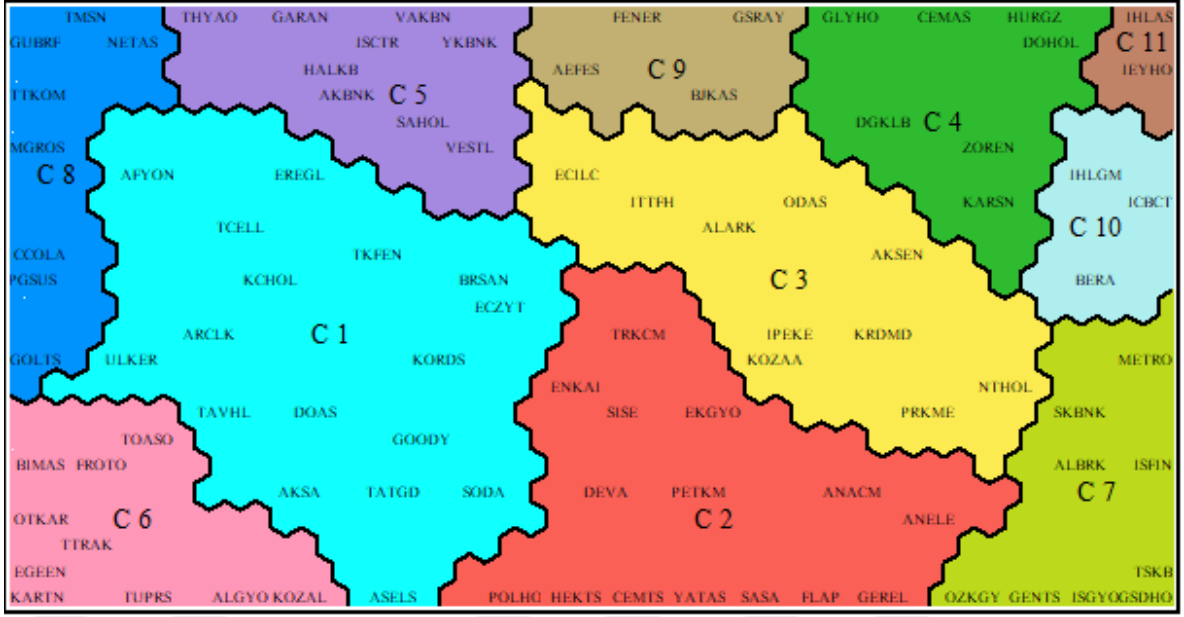 TMSN THYAO GARAN VAKBN FENER GSRAY GLYHO CEMAS HURGZ IHLAS
GUBRF NETAS ISCTR YKBNK DOHOL C 11
HALKB AEFES C 9 IEYHO
TTKOM AKBNK C 5 BJKAS
SAHOL DGKLB C 4
MGROS VESTL ZOREN
C 8 AFYON EREGL ECILC IHLGM
ITTFH ODAS KARSN ICBCT
TCELL ALARK C 10
CCOLA TKFEN AKSEN
PGSUS KCHOL BRSAN C 3 BERA
ECZYT
ARCLK C 1 TRKCM IPEKE KRDMD
GOLTS ULKER KORDS KOZAA METRO
ENKAI NTHOL
TAVHL DOAS SISE EKGYO PRKME SKBNK
TOASO GOODY
BIMAS FROTO ALBRK ISFIN
AKSA TATGD SODA DEVA PETKM ANACM C 7
OTKAR C 6 C 2 ANELE
TTRAK
EGEEN TSKB
KARTN TUPRS ALGYO KOZAL ASELS POLHO HEKTS CEMTS YATAS SASA FLAP GEREL OZKGY GENTS ISGYO GSDHO